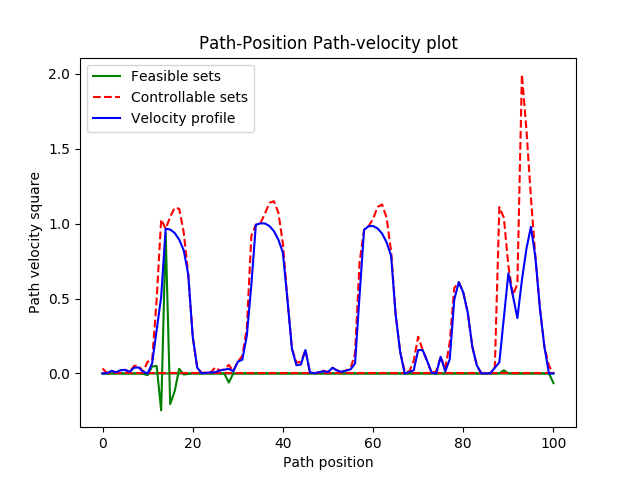 Path-Position Path-velocity plot
Feasible sets
Controllable sets
Velocity profile
Path velocity square
2.0
1.5
1.0
0.5
0.0
0 20 40 60 80 100
Path position